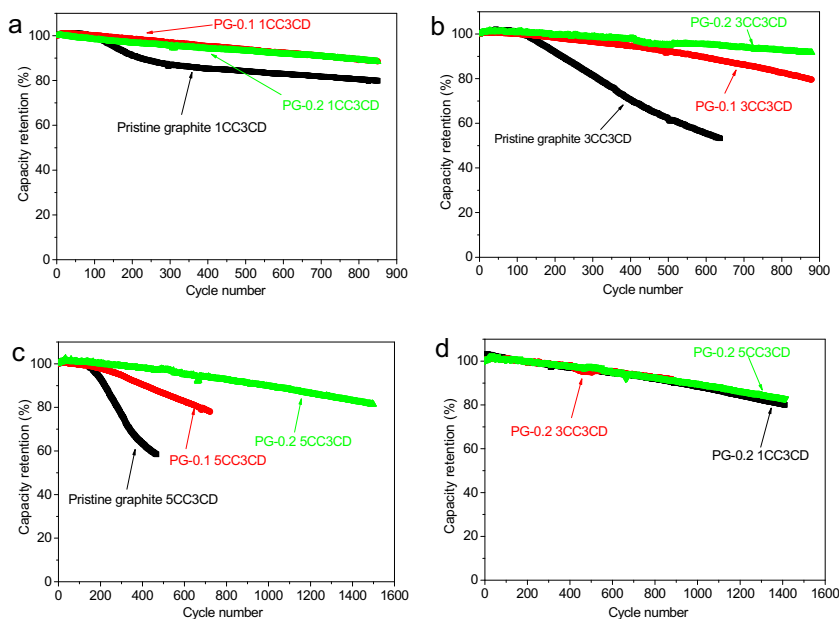 a
PG-0.1 1CC3CD
PG-0.2 1CC3CD
Pristine graphite 1CC3CD
Capacity retention (%)
0
20
40
60
80
100
0 100 200 300 400 500 600 700 800 900
Cycle number
b
PG-0.2 3CC3CD
PG-0.1 3CC3CD
Pristine graphite 3CC3CD
Capacity retention (%)
0
20
40
60
80
100
0 100 200 300 400 500 600 700 800 900
Cycle number
c
PG-0.2 5CC3CD
PG-0.1 5CC3CD
Pristine graphite 5CC3CD
Capacity retention (%)
0
20
40
60
80
100
0 200 400 600 800 1000 1200 1400 1600
Cycle number
d
PG-0.2 5CC3CD
PG-0.2 3CC3CD
PG-0.2 1CC3CD
Capacity retention (%)
0
20
40
60
80
100
0 200 400 600 800 1000 1200 1400 1600
Cycle number